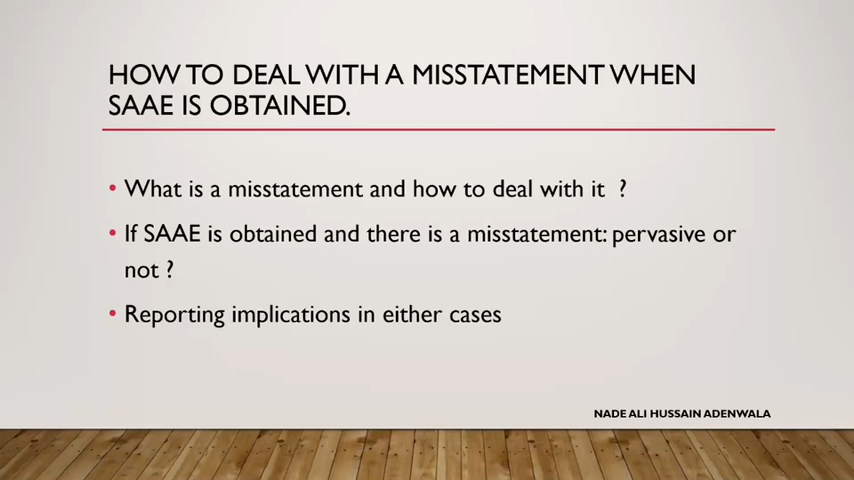 HOW TO DEAL WITH A MISSTATEMENT WHEN
SAAE IS OBTAINED.
• What is a misstatement and how to deal with it ?
• If SAAE is obtained and there is a misstatement: pervasive or
not ?
• Reporting implications in either cases
NADE ALI HUSSAIN ADENWALA